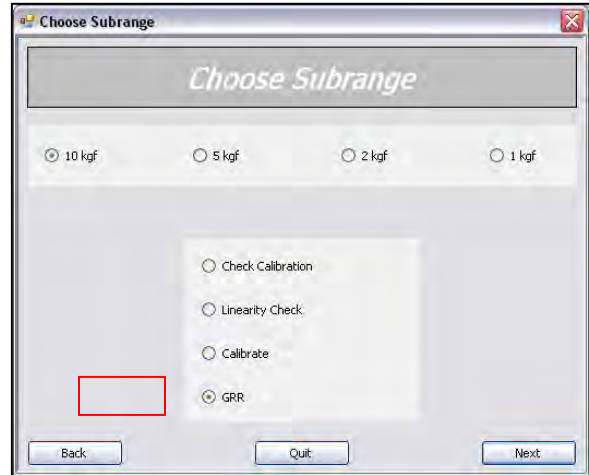 Choose Subrange
Choose Subrange
10 kgf 5 kgf 2 kgf 1 kgf
Check Calibration
Linearity Check
Calibrate
GRR
Back Quit Next